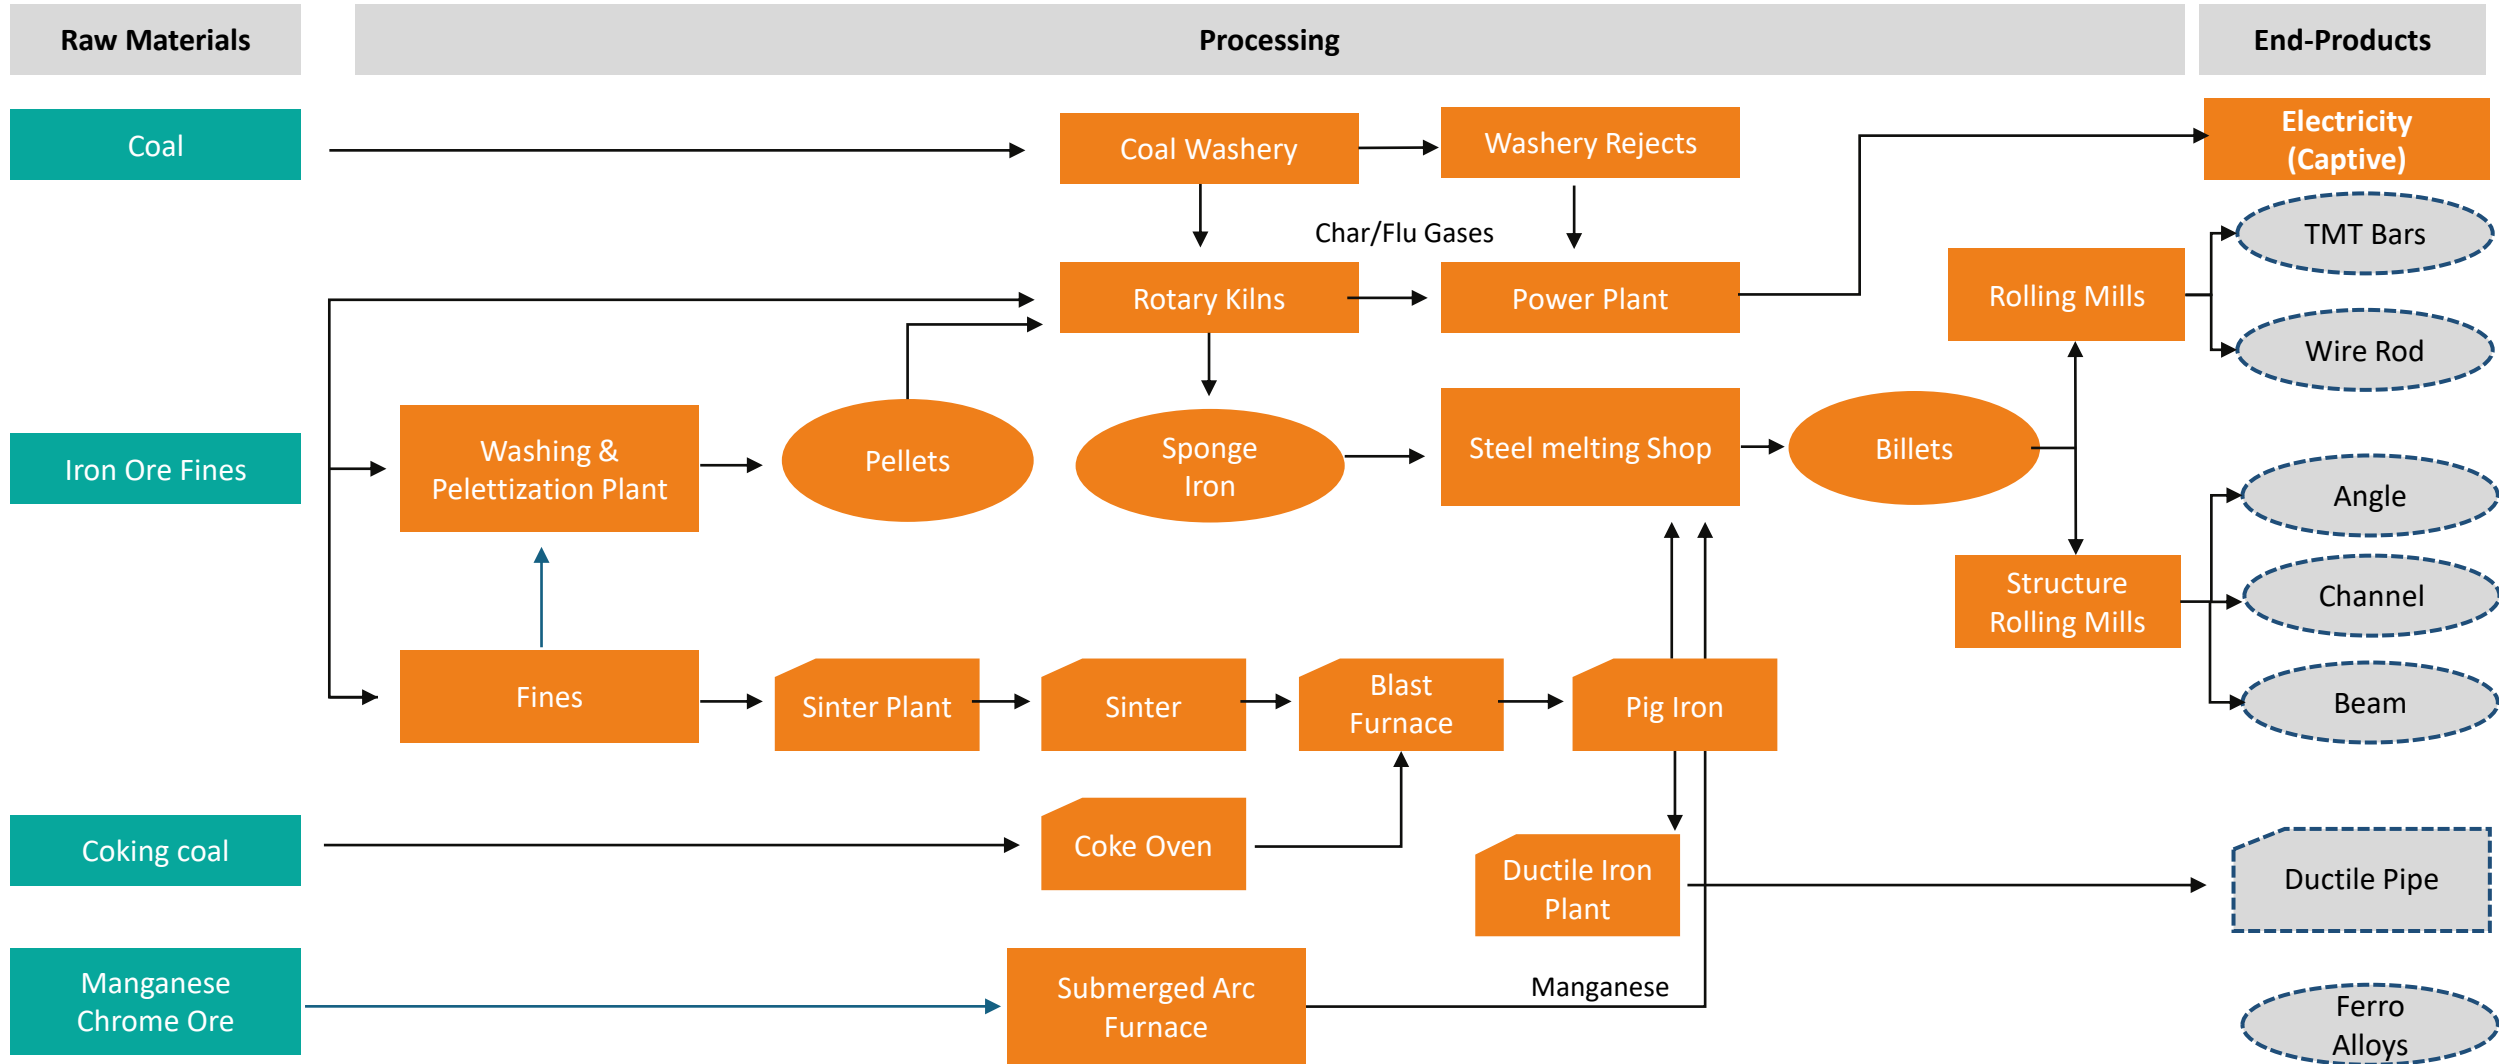 Raw Materials
Processing
End-Products
Coal
Coal Washery
Washery Rejects
Electricity
(Captive)
Char/Flu Gases
TMT Bars
Rotary Kilns
Power Plant
Rolling Mills
Wire Rod
Iron Ore Fines
Washing &
Pelettization Plant
Pellets
Sponge
Iron
Steel melting Shop
Billets
Angle
Structure
Rolling Mills
Channel
Fines
Sinter Plant
Sinter
Blast
Furnace
Pig Iron
Beam
Coking coal
Coke Oven
Ductile Iron
Plant
Ductile Pipe
Manganese
Chrome Ore
Submerged Arc
Furnace
Manganese
Ferro
Alloys